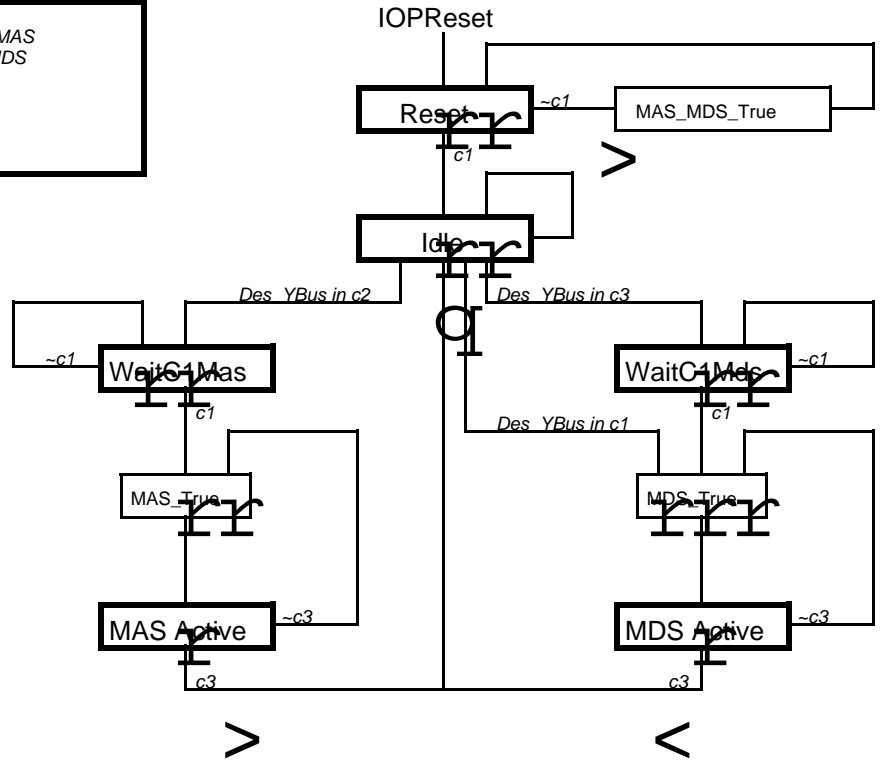 IOPReset
MAS
Reset
~c1
MAS_MDS_True
c1
>
Idle
Des_YBus in c2
Des_YBus in c3
~c1
WaitC1Mas
WaitC1Mds
~c1
c1
c1
Des_YBus in c1
MAS_True
MDS_True
MAS Active
~c3
MDS Active
~c3
c3
c3
>
<